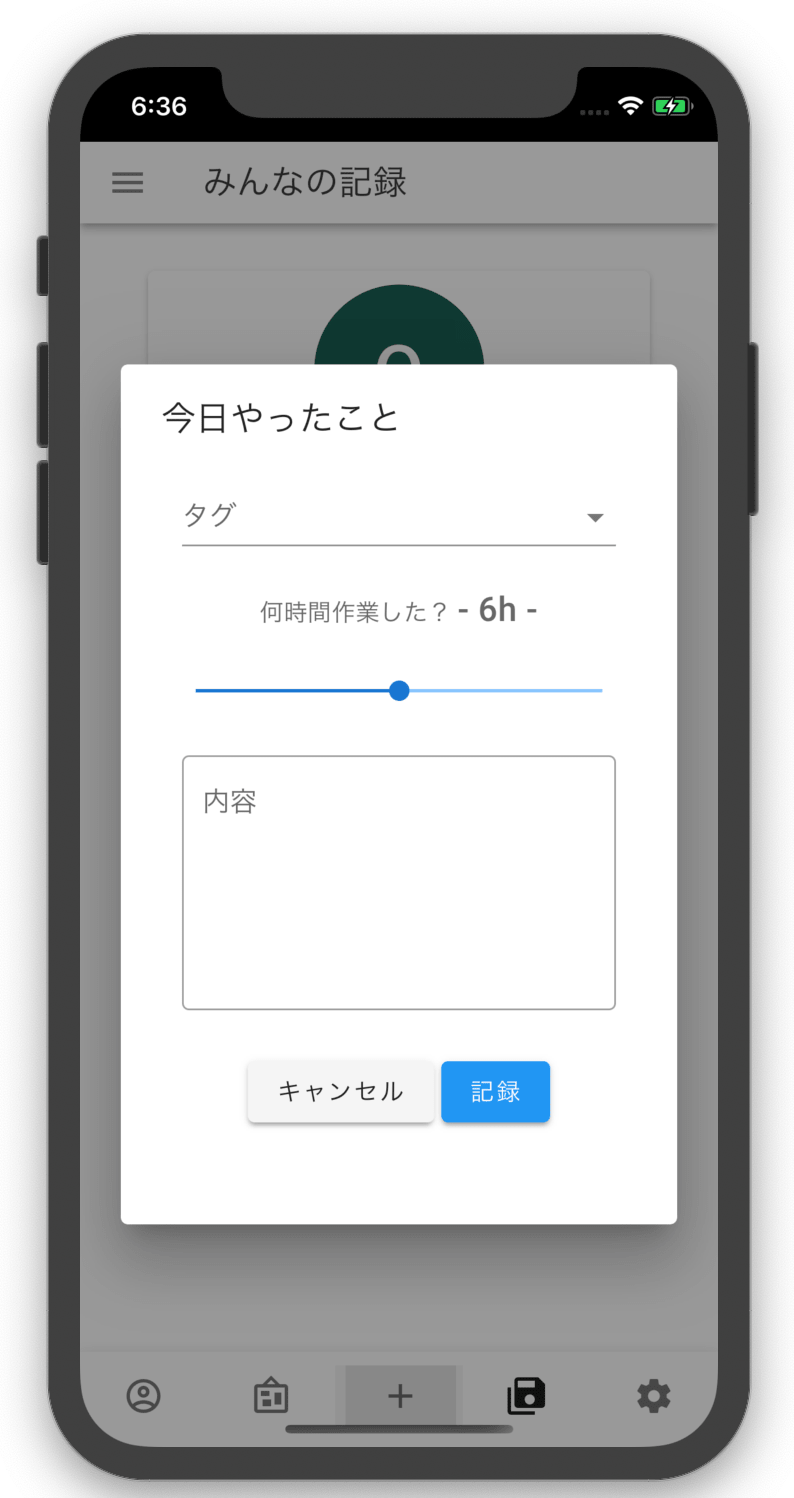 6:36
みんなの記録
今日やったこと
タグ
何時間作業した？ - 6h -
内容
キャンセル 記録